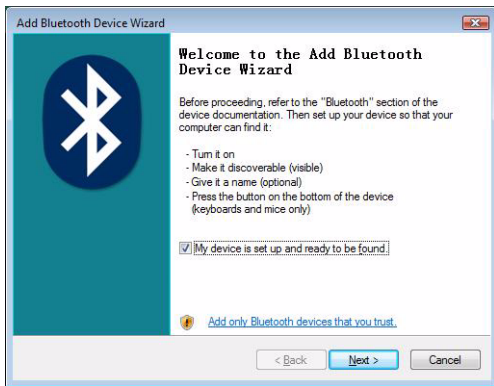 Add Bluetooth Device Wizard
Welcome to the Add Bluetooth
Device Wizard
Before proceeding, refer to the "Bluetooth" section of the
device documentation. Then set up your device so that your
computer can find it:
- Turn it on
- Make it discoverable (visible)
- Give it a name (optional)
- Press the button on the bottom of the device
(keyboards and mice only)
My device is set up and ready to be found.
Add only Bluetooth devices that you trust.
< Back Next > Cancel